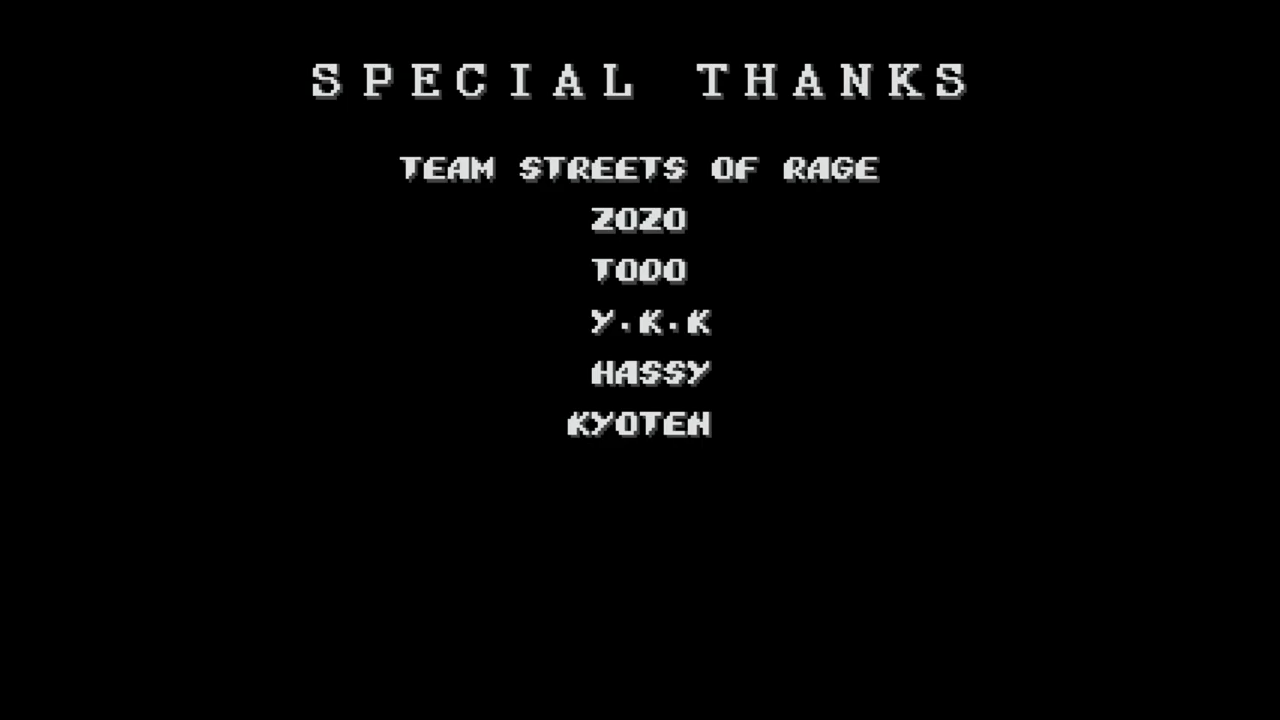 SPECIAL THANKS
TEAM STREETS OF RAGE
ZOZO
TODO
Y.K.K
HASSY
KYOTEN